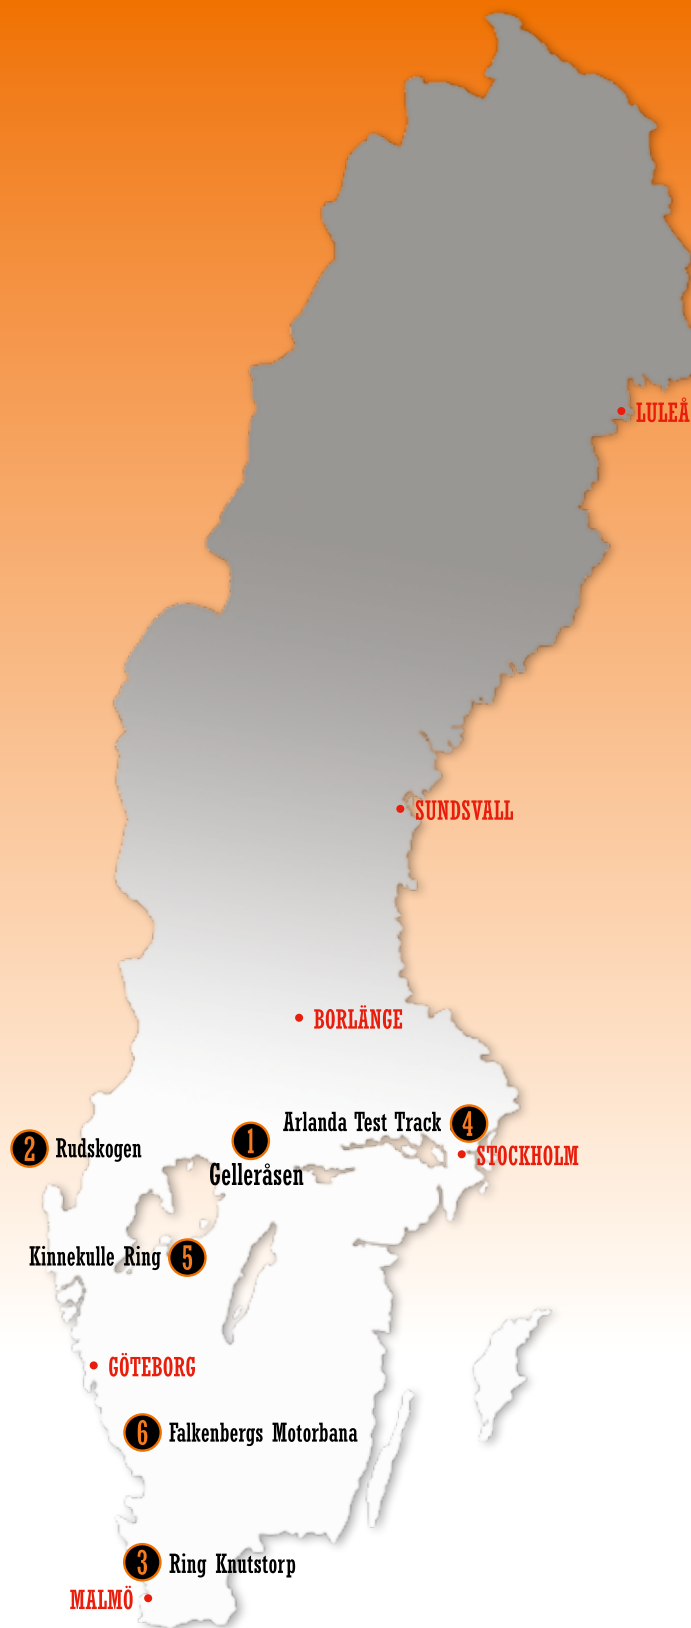 LULEÅ
SUNDSVALL
BORLÄNGE
Arlanda Test Track 4
2 Rudskogen
1
Gelleråsen
STOCKHOLM
Kinnekulle Ring 5
GÖTEBORG
6 Falkenbergs Motorbana
3 Ring Knutstorp
MALMÖ